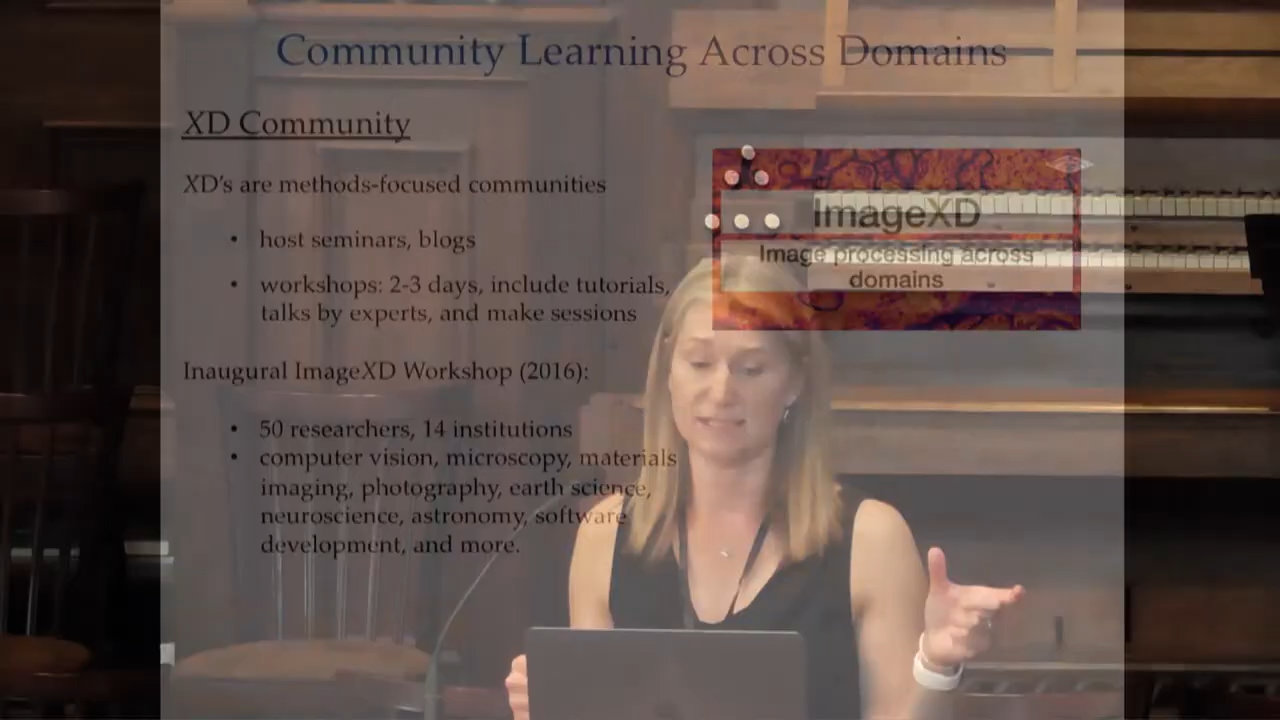 Community Learning Across Domains
XD Community
XD's are methods-focused communities
• host seminars, blogs
• workshops: 2-3 days, include tutorials,
talks by experts, and make sessions
Inaugural ImageXD Workshop (2016):
• 50 researchers, 14 institutions
• computer vision, microscopy, materials
imaging, photography, earth science,
neuroscience, astronomy, software
development, and more.
ImageXD
Image processing across
domains